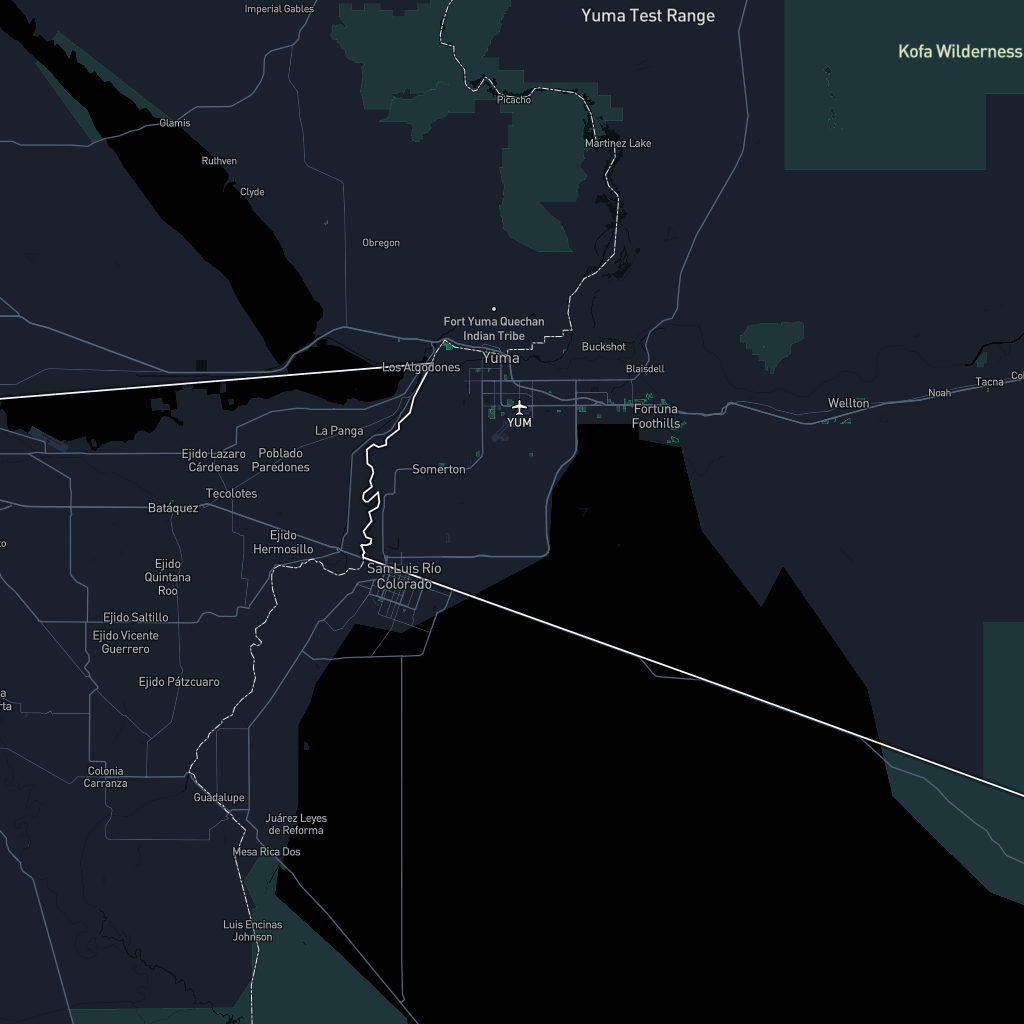 Imperial Gables
Yuma Test Range
Kofa Wilderness
Picacho
Glamis
Martinez Lake
Ruthven
Clyde
Obregon
Fort Yuma Quechan
Indian Tribe
Buckshot
Yuma
Los Algodones
Blaisdell
Tacna
Noah
Wellton
Fortuna
Foothills
YUM
La Panga
Ejido Lazaro
Cárdenas
Poblado
Paredones
Somerton
Tecolotes
Batáquez
Ejido
Hermosillo
San Luis Río
Colorado
Ejido
Quintana
Roo
Ejido Saltillo
Ejido Vicente
Guerrero
Ejido Pátzcuaro
Colonia
Carranza
Guadalupe
Juárez Leyes
de Reforma
Mesa Rica Dos
Luis Encinas
Johnson